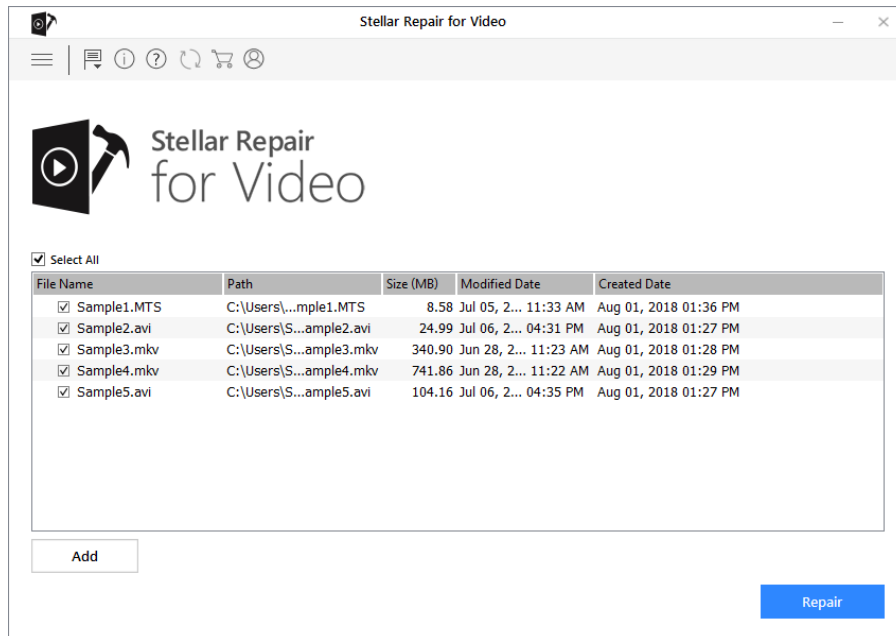 Stellar Repair for Video
Stellar Repair
for Video
Select All
File Name Path Size (MB) Modified Date Created Date
Sample1.MTS C:\Users\...mple1.MTS 8.58 Jul 05, 2... 11:33 AM Aug 01, 2018 01:36 PM
Sample2.avi C:\Users\S...ample2.avi 24.99 Jul 06, 2... 04:31 PM Aug 01, 2018 01:27 PM
Sample3.mkv C:\Users\S...ample3.mkv 340.90 Jun 28, 2... 11:23 AM Aug 01, 2018 01:28 PM
Sample4.mkv C:\Users\S...ample4.mkv 741.86 Jun 28, 2... 11:22 AM Aug 01, 2018 01:29 PM
Sample5.avi C:\Users\S...ample5.avi 104.16 Jul 06, 2... 04:35 PM Aug 01, 2018 01:27 PM
Add
Repair